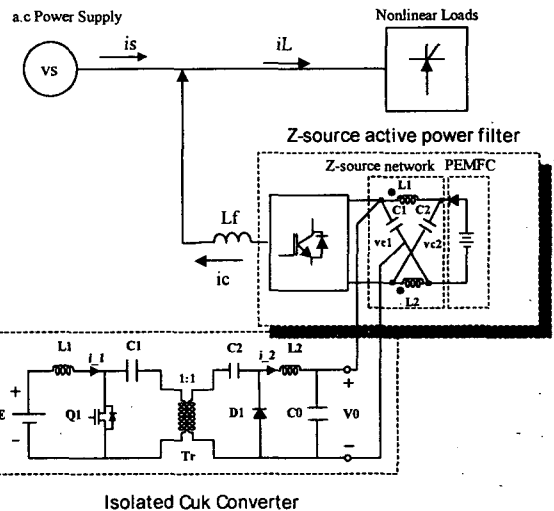 a.c Power Supply
Nonlinear Loads
is
iL
VS
Z-source active power filter
Z-source network PEMFC
L1
C1 C2
vc1 vc2
L2
Lf
ic
L1 i_1 C1
C2 i_2 L2
1:1
+
+
E
Q1
D1 C0 V0
-
-
Tr
Isolated Cuk Converter